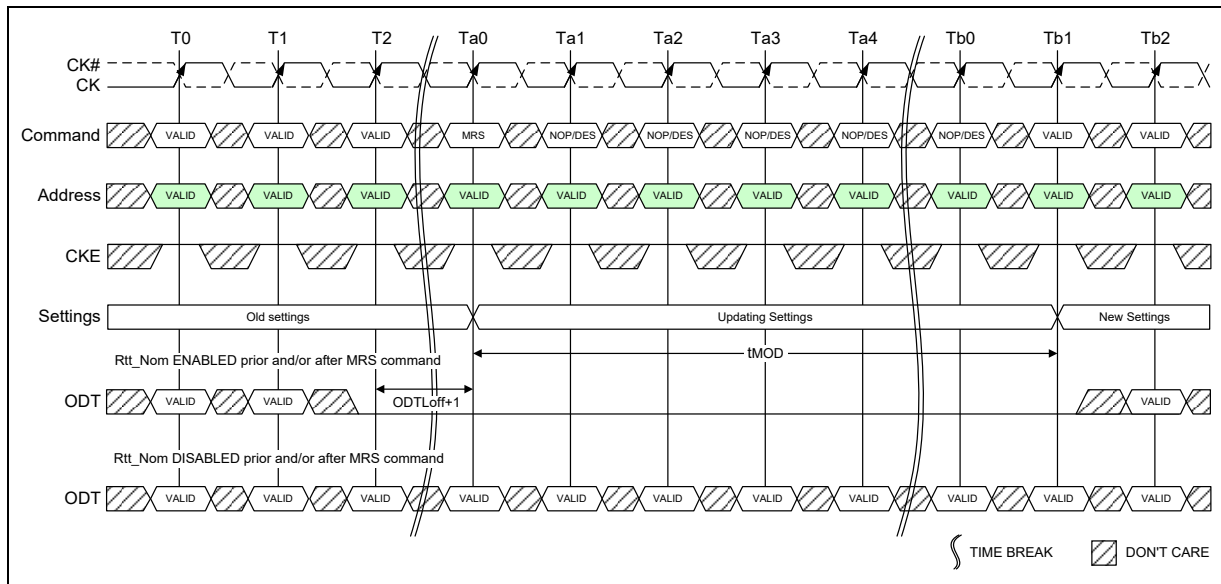 T0 T1 T2 Ta0 Ta1 Ta2 Ta3 Ta4 Tb0 Tb1 Tb2
CK#
CK
Command VALID VALID VALID MRS NOP/DES NOP/DES NOP/DES NOP/DES NOP/DES VALID VALID
Address VALID VALID VALID VALID VALID VALID VALID VALID VALID VALID VALID
CKE
Settings Old settings Updating Settings New Settings
Rtt_Nom ENABLED prior and/or after MRS command tMOD
ODT VALID VALID ODTLoff+1 VALID
Rtt_Nom DISABLED prior and/or after MRS command
ODT VALID VALID VALID VALID VALID VALID VALID VALID VALID VALID VALID
TIME BREAK DON'T CARE